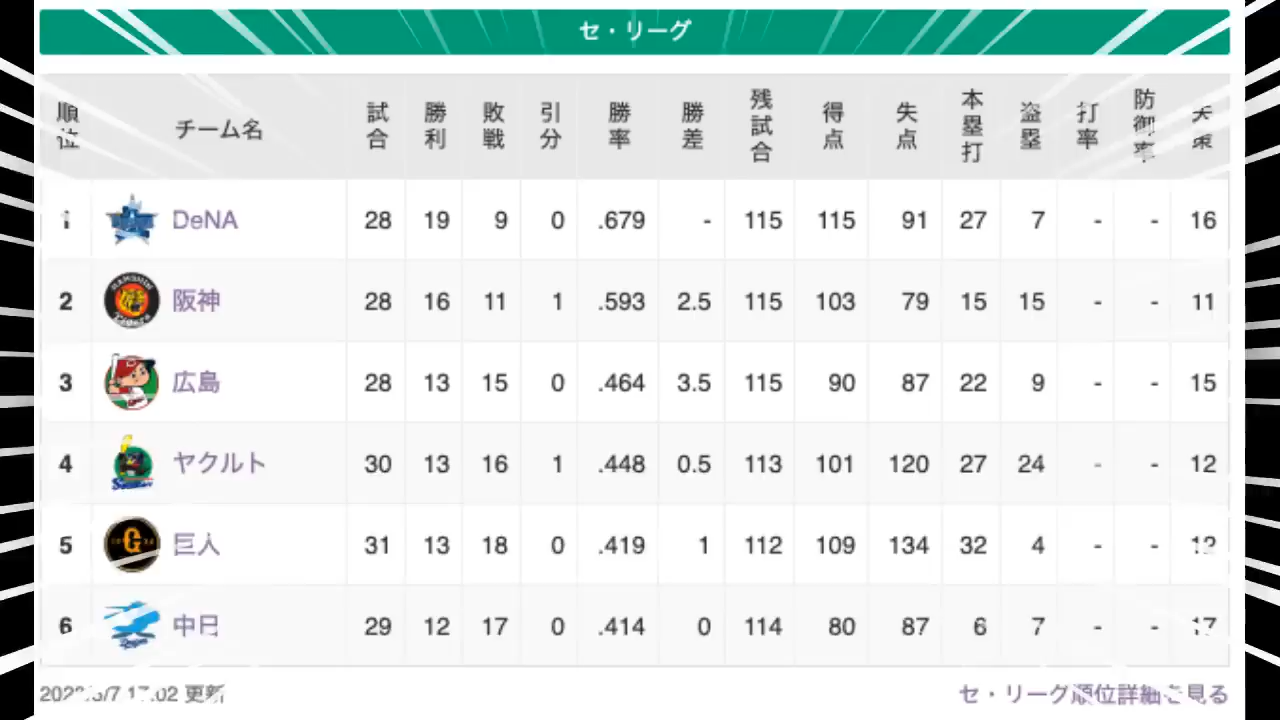 セ・リーグ
順位 チーム名 試合 勝利 敗戦 引分 勝率 勝差 残試合 得点 失点 本塁打 盗塁 打率 防御率
1 DeNA 28 19 9 0 .679 - 115 115 91 27 7 - - 16
2 阪神 28 16 11 1 .593 2.5 115 103 79 15 15 - - 11
3 広島 28 13 15 0 .464 3.5 115 90 87 22 9 - - 15
4 ヤクルト 30 13 16 1 .448 0.5 113 101 120 27 24 - - 12
5 巨人 31 13 18 0 .419 1 112 109 134 32 4 - - 12
6 中日 29 12 17 0 .414 0 114 80 87 6 7 - - 17
更新
セ・リーグ順位詳細を見る